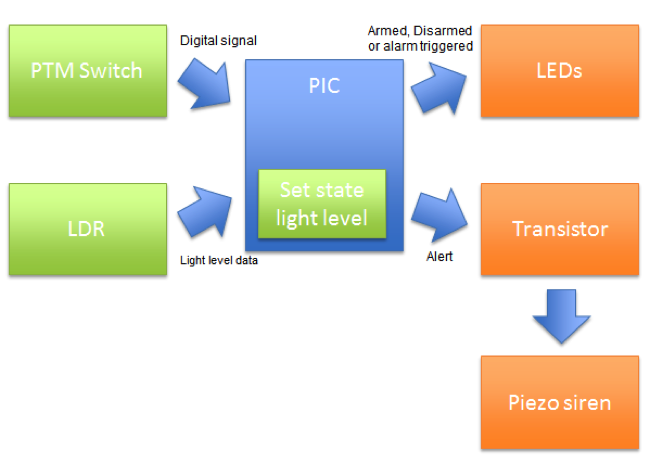 PTM Switch
Digital signal
PIC
Armed, Disarmed
or alarm triggered
LEDs
LDR
Light level data
Set state
light level
Alert
Transistor
Piezo siren